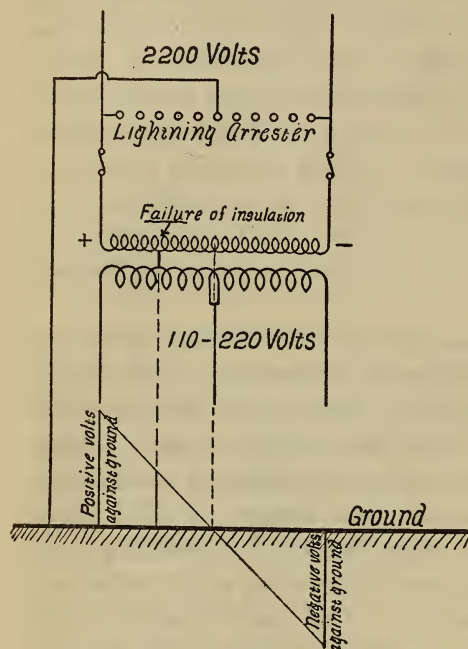 2200 Volts
Lightning Arrester
Failure of insulation
+
−
110-220 Volts
Positive volts
against ground
Ground
Negative volts
against ground